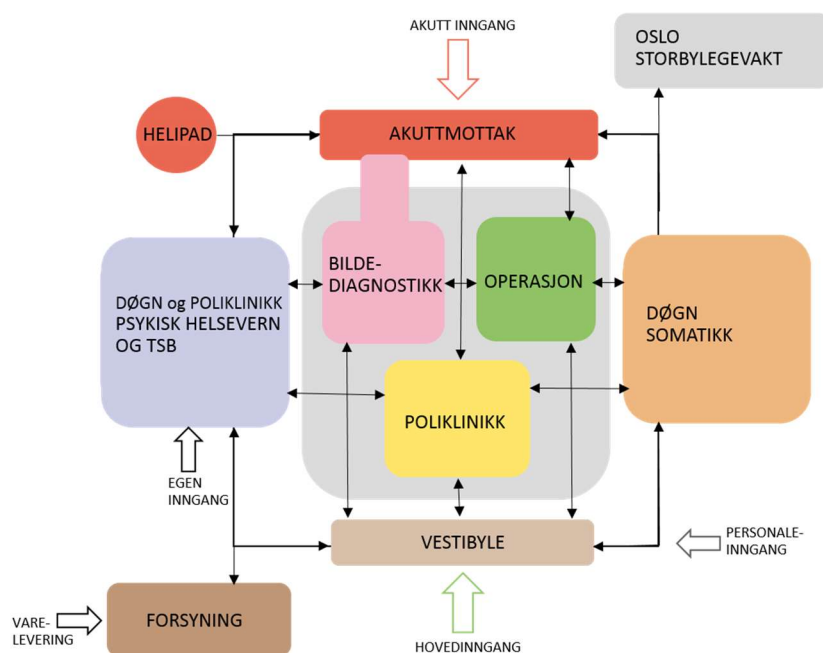 AKUTT INNGANG
OSLO
STORBYLEGEVAKT
HELIPAD
AKUTTMOTTAK
BILDE-
DIAGNOSTIKK
OPERASJON
DØGN og POLIKLINIKK
PSYKISK HELSEVERN
OG TSB
DØGN
SOMATIKK
POLIKLINIKK
EGEN
INNGANG
VESTIBYLE
PERSONALE-
INNGANG
VARE-
LEVERING
FORSYNING
HOVEDINNGANG